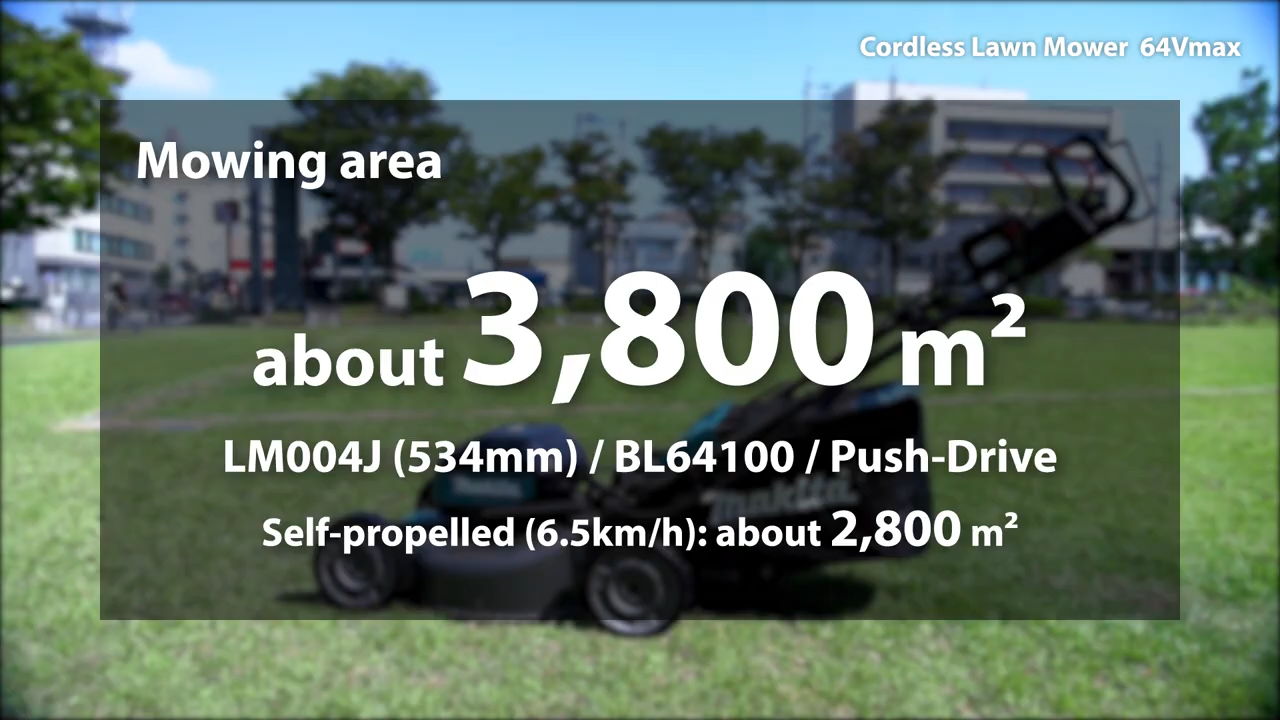 Cordless Lawn Mower 64Vmax
Mowing area
about 3,800 m²
LM004J (534mm) / BL64100 / Push-Drive
Self-propelled (6.5km/h): about 2,800 m²
makita